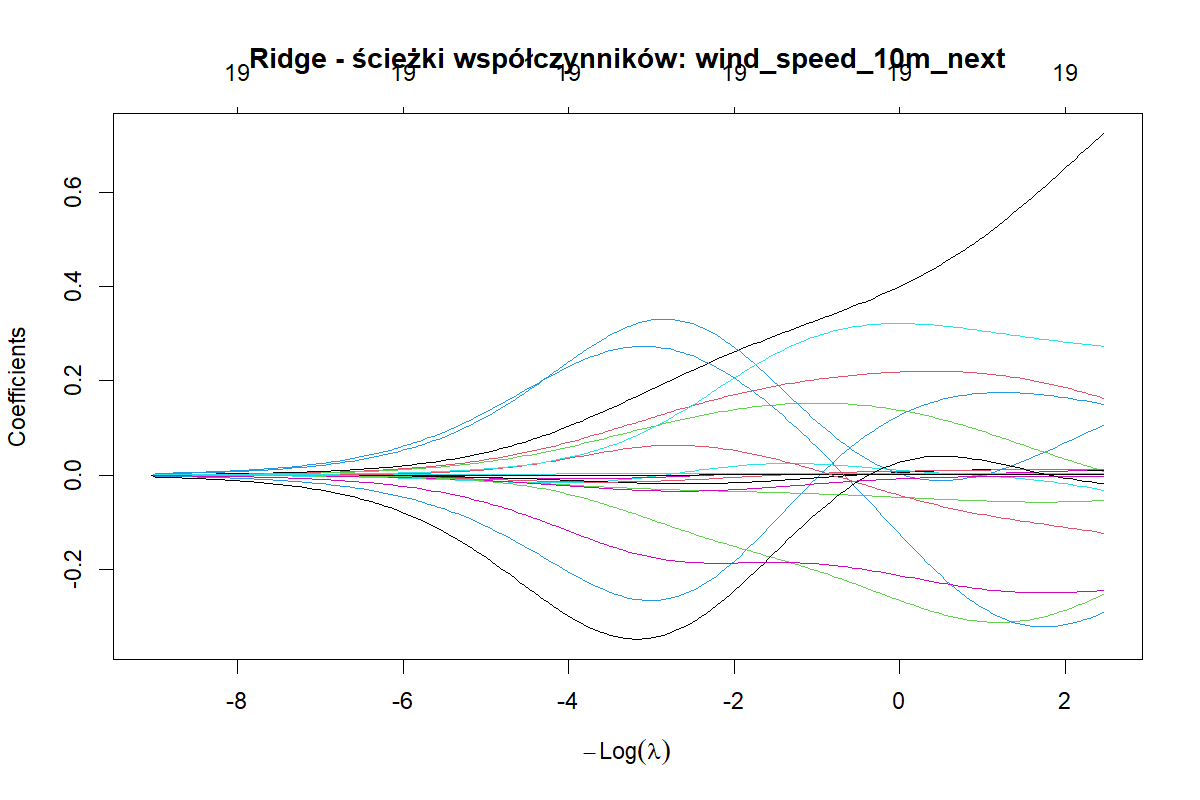 Ridge - ścieżki współczynników: wind_speed_10m_next
19 19 19 19 19 19
0.6
0.4
0.2
0.0
-0.2
Coefficients
-8 -6 -4 -2 0 2
−Log(λ)